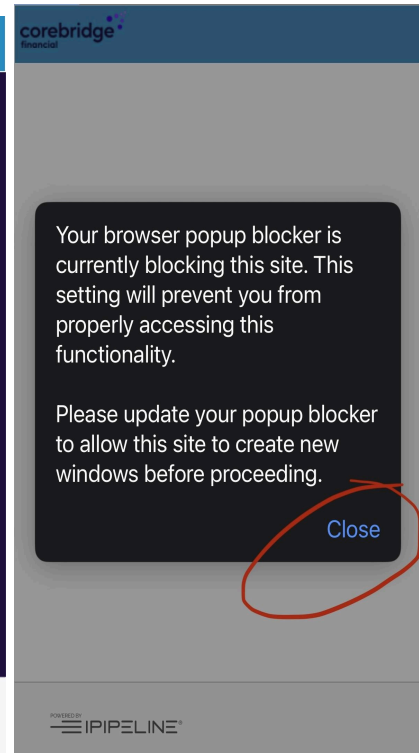 corebridge
financial
Your browser popup blocker is
currently blocking this site. This
setting will prevent you from
properly accessing this
functionality.
Please update your popup blocker
to allow this site to create new
windows before proceeding.
Close
POWERED BY
IPIPELINE®